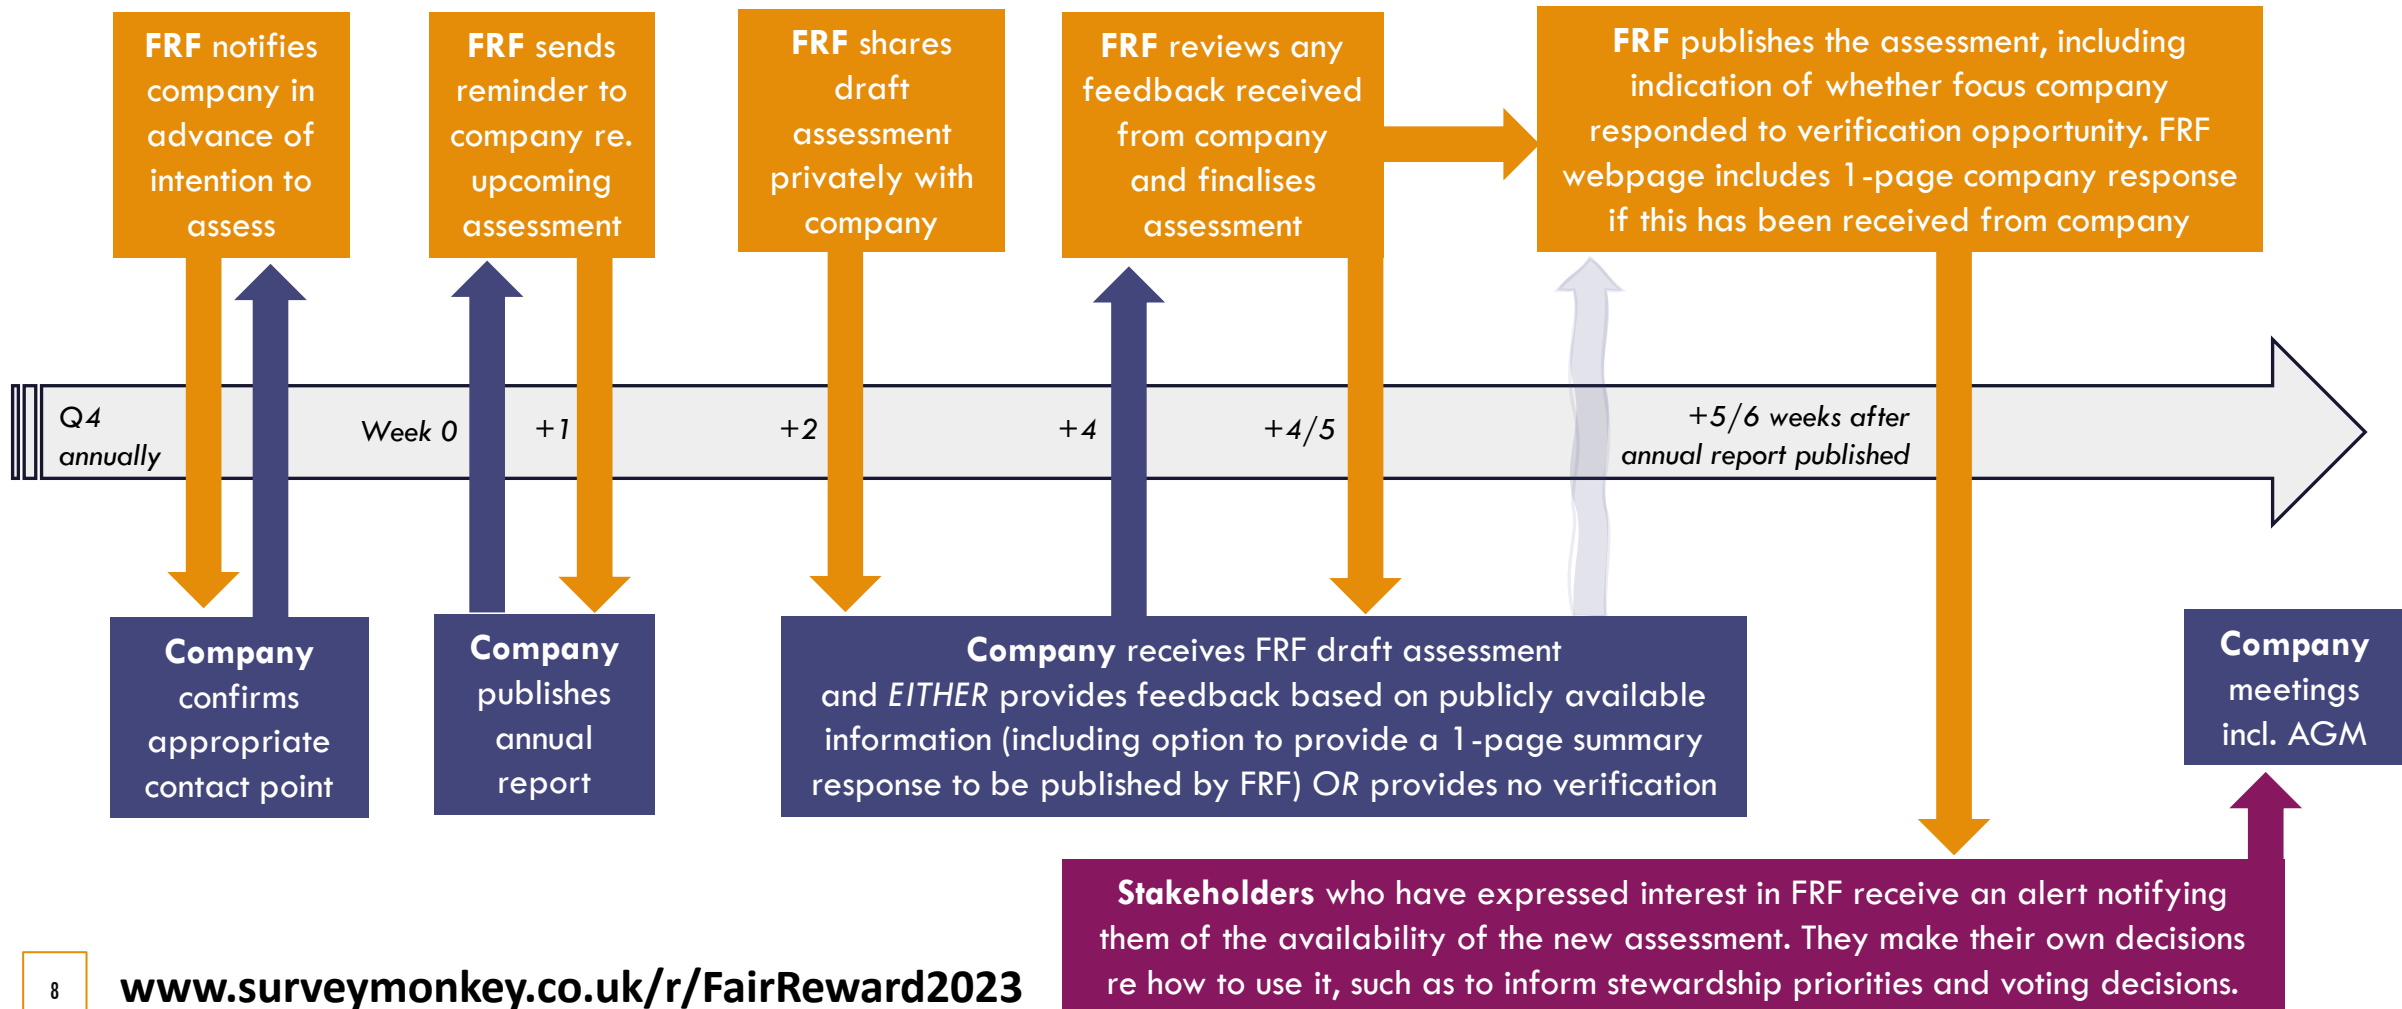 FRF notifies
company in
advance of
intention to
assess
FRF sends
reminder to
company re.
upcoming
assessment
FRF shares
draft
assessment
privately with
company
FRF reviews any
feedback received
from company
and finalises
assessment
FRF publishes the assessment, including
indication of whether focus company
responded to verification opportunity. FRF
webpage includes 1-page company response
if this has been received from company
Q4
annually
Week 0
+1
+2
+4
+4/5
+5/6 weeks after
annual report published
Company
confirms
appropriate
contact point
Company
publishes
annual
report
Company receives FRF draft assessment
and EITHER provides feedback based on publicly available
information (including option to provide a 1-page summary
response to be published by FRF) OR provides no verification
Company
meetings
incl. AGM
Stakeholders who have expressed interest in FRF receive an alert notifying
them of the availability of the new assessment. They make their own decisions
re how to use it, such as to inform stewardship priorities and voting decisions.
8
www.surveymonkey.co.uk/r/FairReward2023